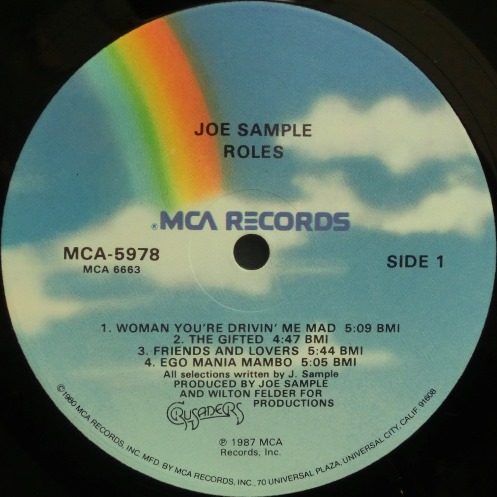 JOE SAMPLE
ROLES
®MCA RECORDS
MCA-5978
MCA 6663
SIDE 1
1. WOMAN YOU'RE DRIVIN' ME MAD 5:09 BMI
2. THE GIFTED 4:47 BMI
3. FRIENDS AND LOVERS 5:44 BMI
4. EGO MANIA MAMBO 5:05 BMI
All selections written by J. Sample
PRODUCED BY JOE SAMPLE
AND WILTON FELDER FOR
CRUSADERS PRODUCTIONS
℗ 1987 MCA
Records, Inc.
©1980 MCA RECORDS, INC. MFD BY MCA RECORDS, INC., 70 UNIVERSAL PLAZA, UNIVERSAL CITY, CALIF. 91608